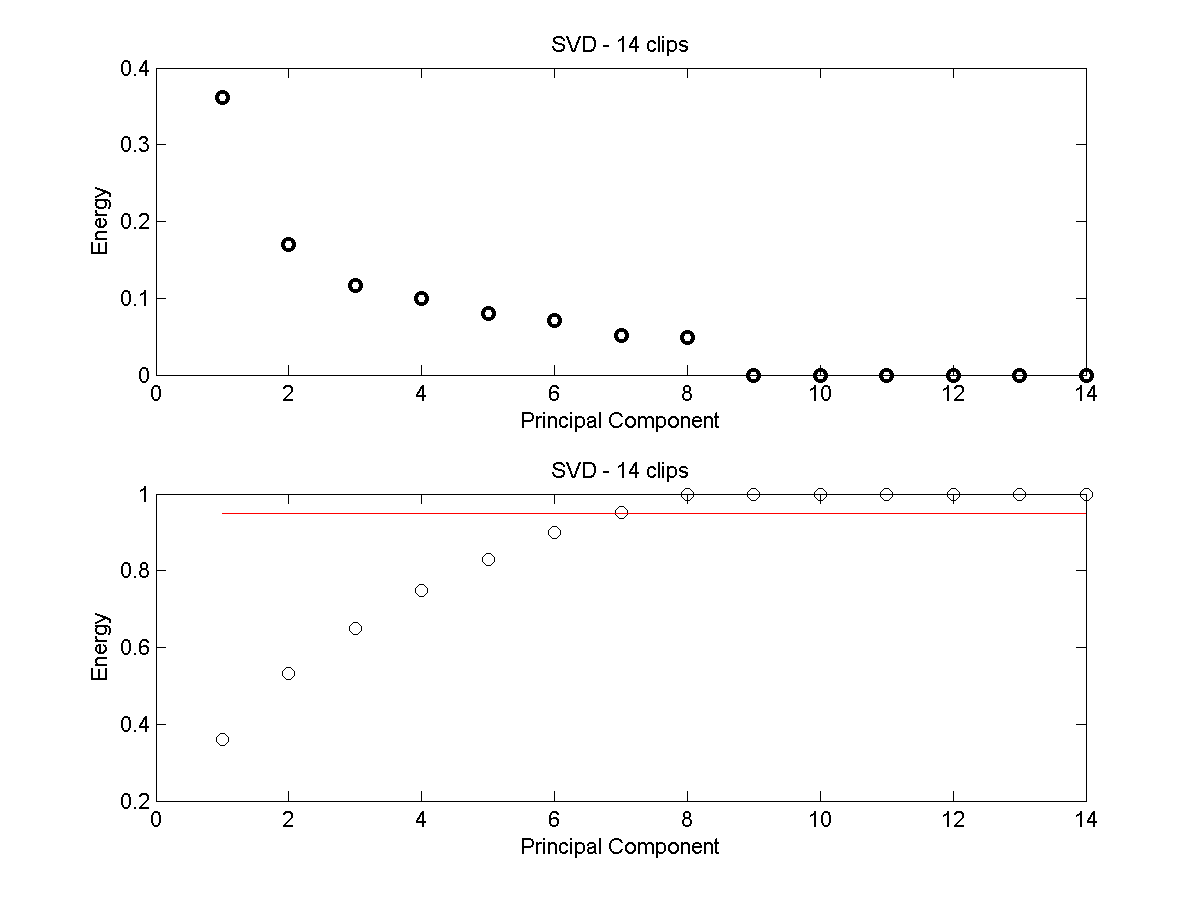 SVD - 14 clips
0.4
0.3
0.2
0.1
0
Energy
0 2 4 6 8 10 12 14
Principal Component
SVD - 14 clips
1
0.8
0.6
0.4
0.2
Energy
0 2 4 6 8 10 12 14
Principal Component